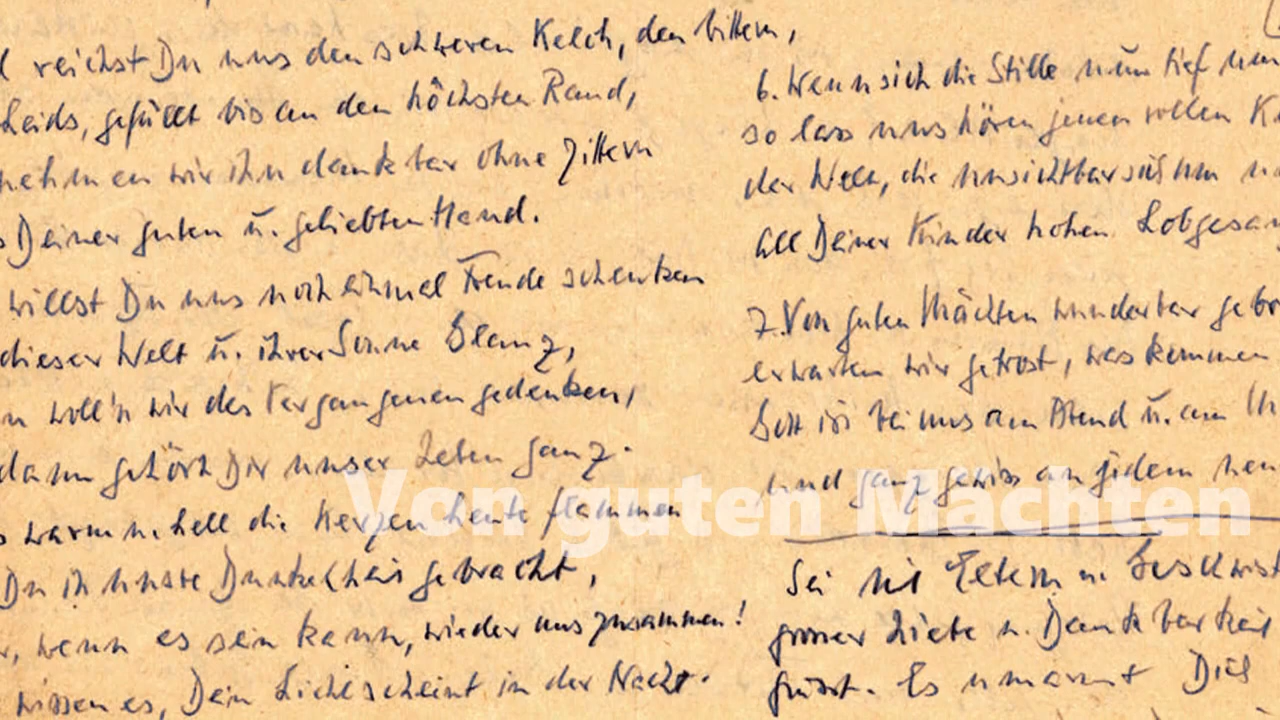 reichst Du uns den schweren Kelch, den bittern,
Leids, gefüllt bis an den höchsten Rand,
nehmen wir ihn dankbar ohne Zittern
Deiner guten u. geliebten Hand.
willst Du uns noch einmal Freude schenken
dieser Welt u. ihrer Sonne Glanz,
woll'n wir des Vergangenen gedenken,
dann gehört Dir unser Leben ganz.
warm u. hell die Kerzen heute flammen
Du in unsre Dunkelheit gebracht,
wenn es sein kann, wieder uns zusammen!
wissen es, Dein Licht scheint in der Nacht.
6. Wenn sich die Stille nun tief um
so lass uns hören jenen vollen
der Welt, die unsichtbar sich um
all Deiner Kinder hohen Lobgesan
7. Von guten Mächten wunderbar gebo
erwarten wir getrost, was kommen
Gott ist bei uns am Abend u. am
und ganz gewiss an jedem neu
Von guten Mächten
Sei mit Eltern u. Geschwist
grosser Liebe u. Dankbarkeit
grüsst. Es umarmt Dich